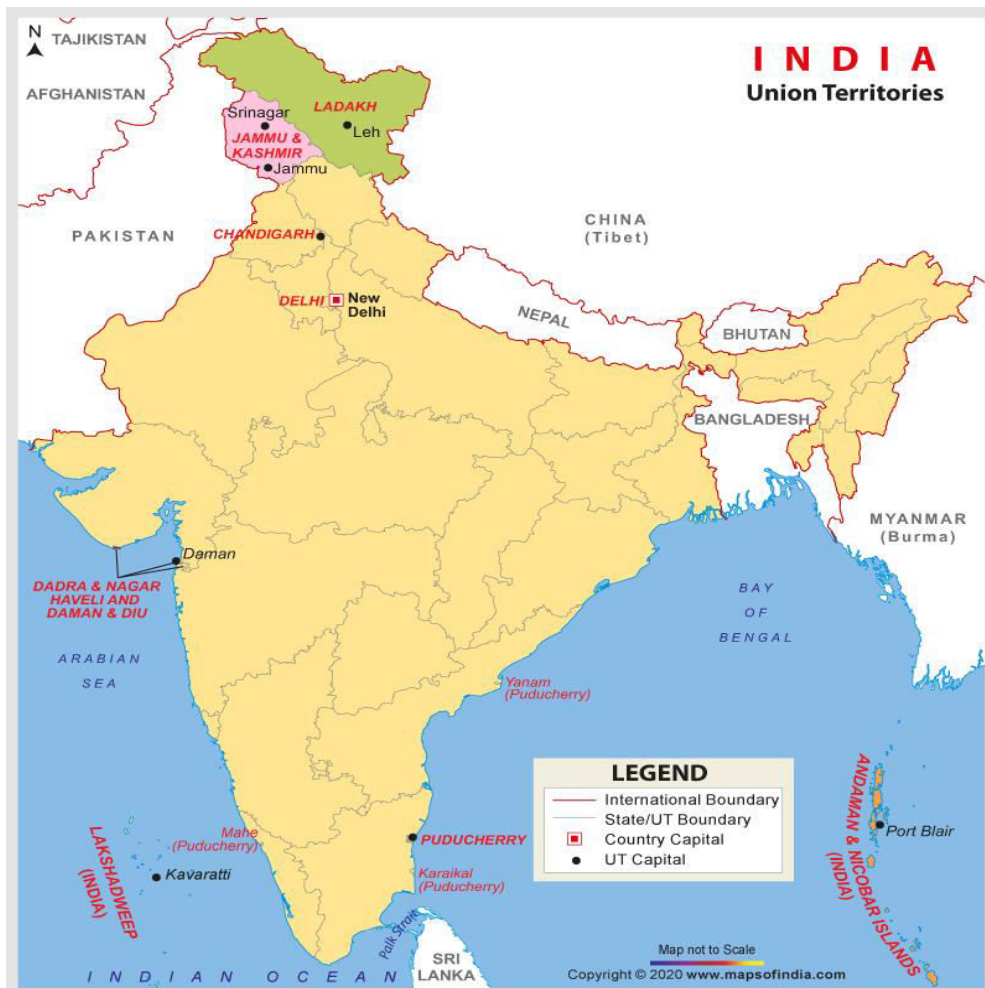 N
TAJIKISTAN
AFGHANISTAN
INDIA
Union Territories
LADAKH
Srinagar
Leh
JAMMU &
KASHMIR
Jammu
CHINA
(Tibet)
PAKISTAN
CHANDIGARH
DELHI
New
Delhi
NEPAL
BHUTAN
BANGLADESH
MYANMAR
(Burma)
Daman
DADRA & NAGAR
HAVELI AND
DAMAN & DIU
BAY
OF
BENGAL
ARABIAN
SEA
Yanam
(Puducherry)
LEGEND
International Boundary
State/UT Boundary
Country Capital
UT Capital
ANDAMAN & NICOBAR ISLANDS
(INDIA)
Port Blair
Mahe
(Puducherry)
PUDUCHERRY
LAKSHADWEEP
(INDIA)
Kavaratti
Karaikal
(Puducherry)
Palk Strait
SRI
LANKA
INDIAN OCEAN
Map not to Scale
Copyright © 2020 www.mapsofindia.com